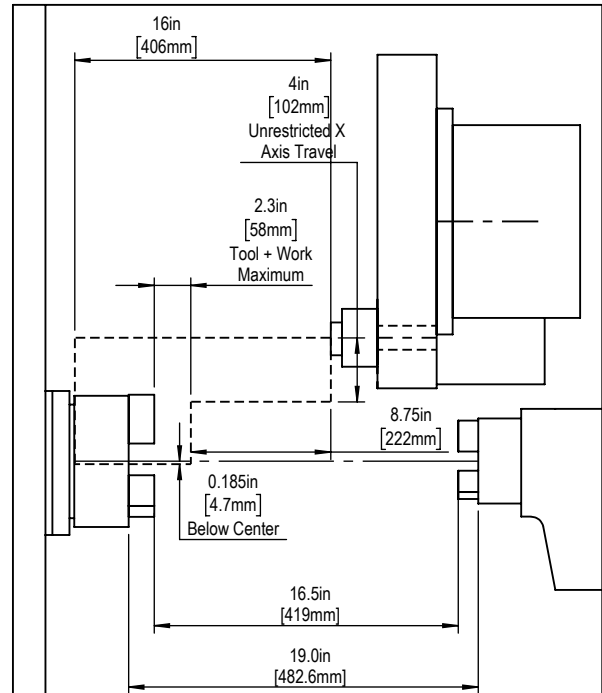 16in
[406mm]
4in
[102mm]
Unrestricted X
Axis Travel
2.3in
[58mm]
Tool + Work
Maximum
8.75in
[222mm]
0.185in
[4.7mm]
Below Center
16.5in
[419mm]
19.0in
[482.6mm]